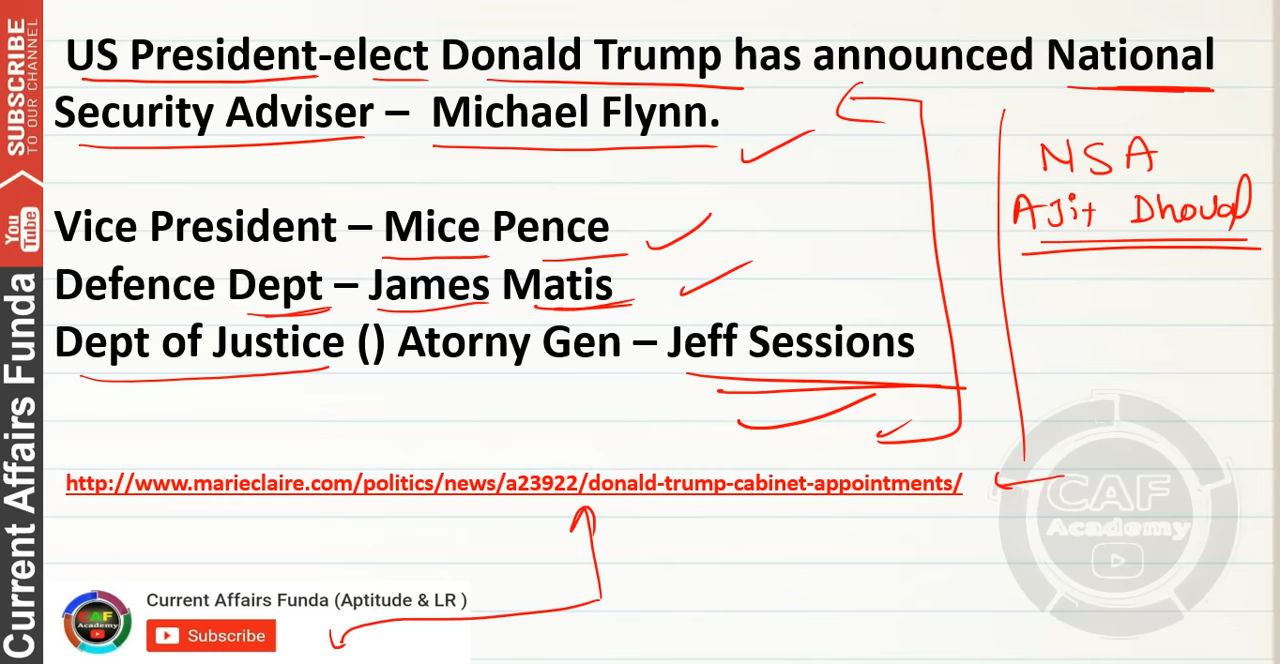 SUBSCRIBE
TO OUR CHANNEL
You Tube
Current Affairs Funda
US President-elect Donald Trump has announced National
Security Adviser – Michael Flynn.
Vice President – Mice Pence
Defence Dept – James Matis
Dept of Justice () Atorny Gen – Jeff Sessions
NSA
Ajit Dhoval
http://www.marieclaire.com/politics/news/a23922/donald-trump-cabinet-appointments/
CAF
Academy
CAF
Academy
Current Affairs Funda (Aptitude & LR )
Subscribe